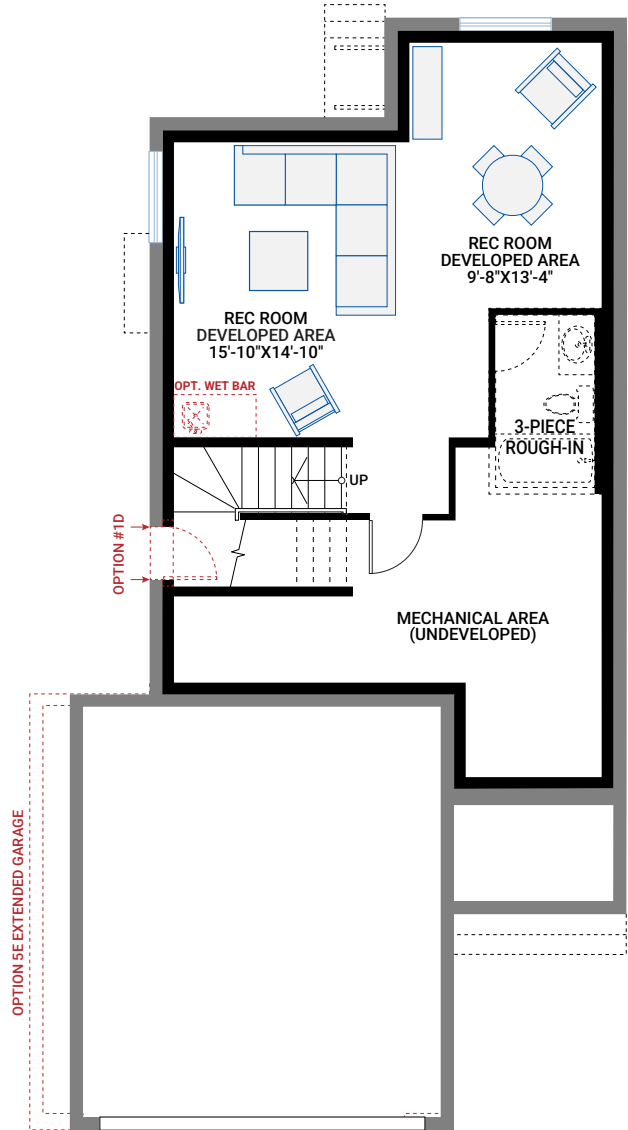 REC ROOM
DEVELOPED AREA
9'-8"X13'-4"
REC ROOM
DEVELOPED AREA
15'-10"X14'-10"
OPT. WET BAR
3-PIECE
ROUGH-IN
UP
OPTION #1D
MECHANICAL AREA
(UNDEVELOPED)
OPTION 5E EXTENDED GARAGE